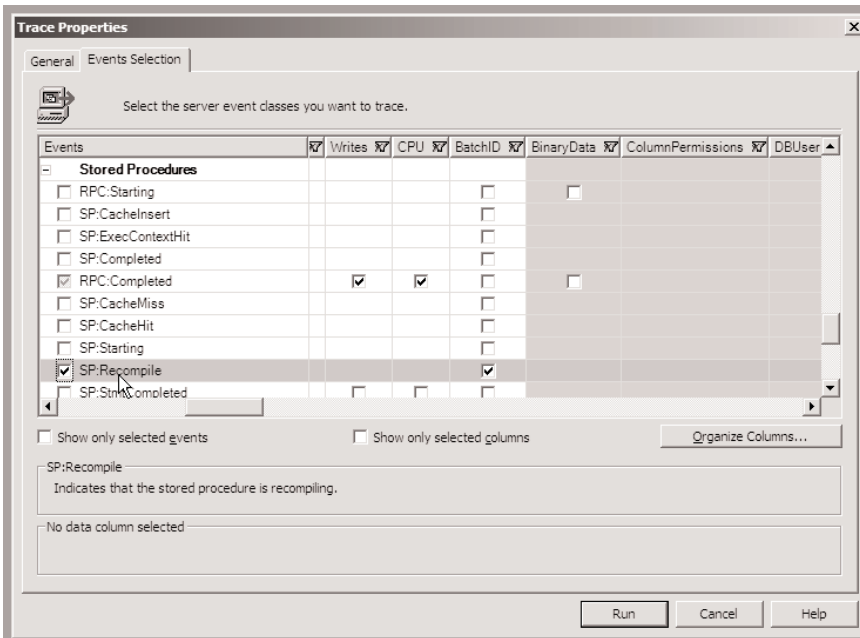 Trace Properties
General Events Selection
Select the server event classes you want to trace.
Events Writes CPU BatchID BinaryData ColumnPermissions DBUser
Stored Procedures
RPC:Starting
SP:CacheInsert
SP:ExecContextHit
SP:Completed
RPC:Completed
SP:CacheMiss
SP:CacheHit
SP:Starting
SP:Recompile
SP:StmtCompleted
Show only selected events Show only selected columns Organize Columns...
SP:Recompile
Indicates that the stored procedure is recompiling.
No data column selected
Run Cancel Help